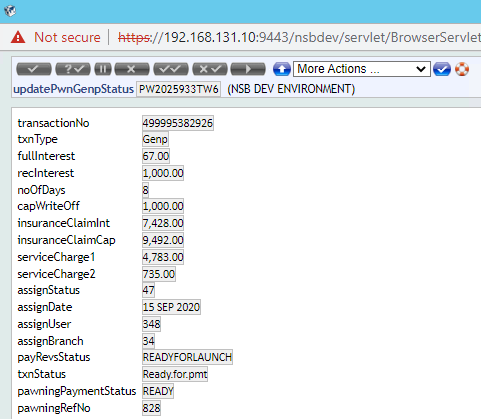 Not secure https://192.168.131.10:9443/nsbdev/servlet/BrowserServlet
More Actions ...
updatePwnGenpStatus PW2025933TW6 (NSB DEV ENVIRONMENT)
transactionNo 499995382926
txnType Genp
fullInterest 67.00
recInterest 1,000.00
noOfDays 8
capWriteOff 1,000.00
insuranceClaimInt 7,428.00
insuranceClaimCap 9,492.00
serviceCharge1 4,783.00
serviceCharge2 735.00
assignStatus 47
assignDate 15 SEP 2020
assignUser 348
assignBranch 34
payRevsStatus READYFORLAUNCH
txnStatus Ready.for.pmt
pawningPaymentStatus READY
pawningRefNo 828